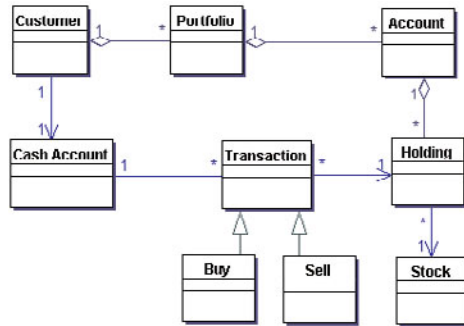 Customer
Portfolio
Account
1
*
1
*
1
1
1
*
Cash Account
1
*
Transaction
*
1
Holding
*
1
Buy
Sell
Stock